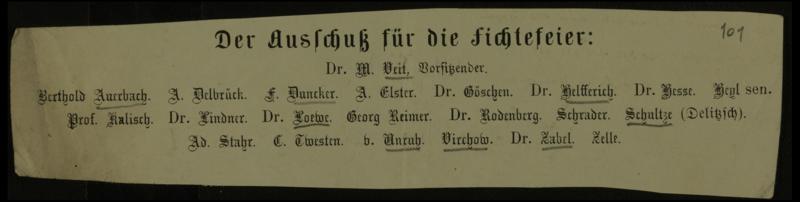 Der Ausſchuß für die Fichtefeier:
101
Dr. M. Veit, Vorſitzender.
Berthold Auerbach. A. Delbrück. F. Duncker. A. Elster. Dr. Göschen. Dr. Helfferich. Dr. Hesse. Heyl sen.
Prof. Kalisch. Dr. Lindner. Dr. Loewe. Georg Reimer. Dr. Rodenberg. Schrader. Schultze (Delitzſch).
Ad. Stahr. C. Twesten. v. Unruh. Virchow. Dr. Zabel. Zelle.